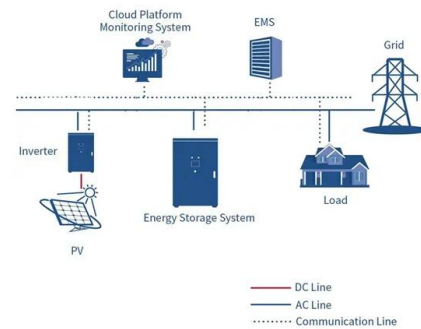 Cloud Platform
Monitoring System
EMS
Grid
Inverter
Energy Storage System
Load
PV
DC Line
AC Line
Communication Line